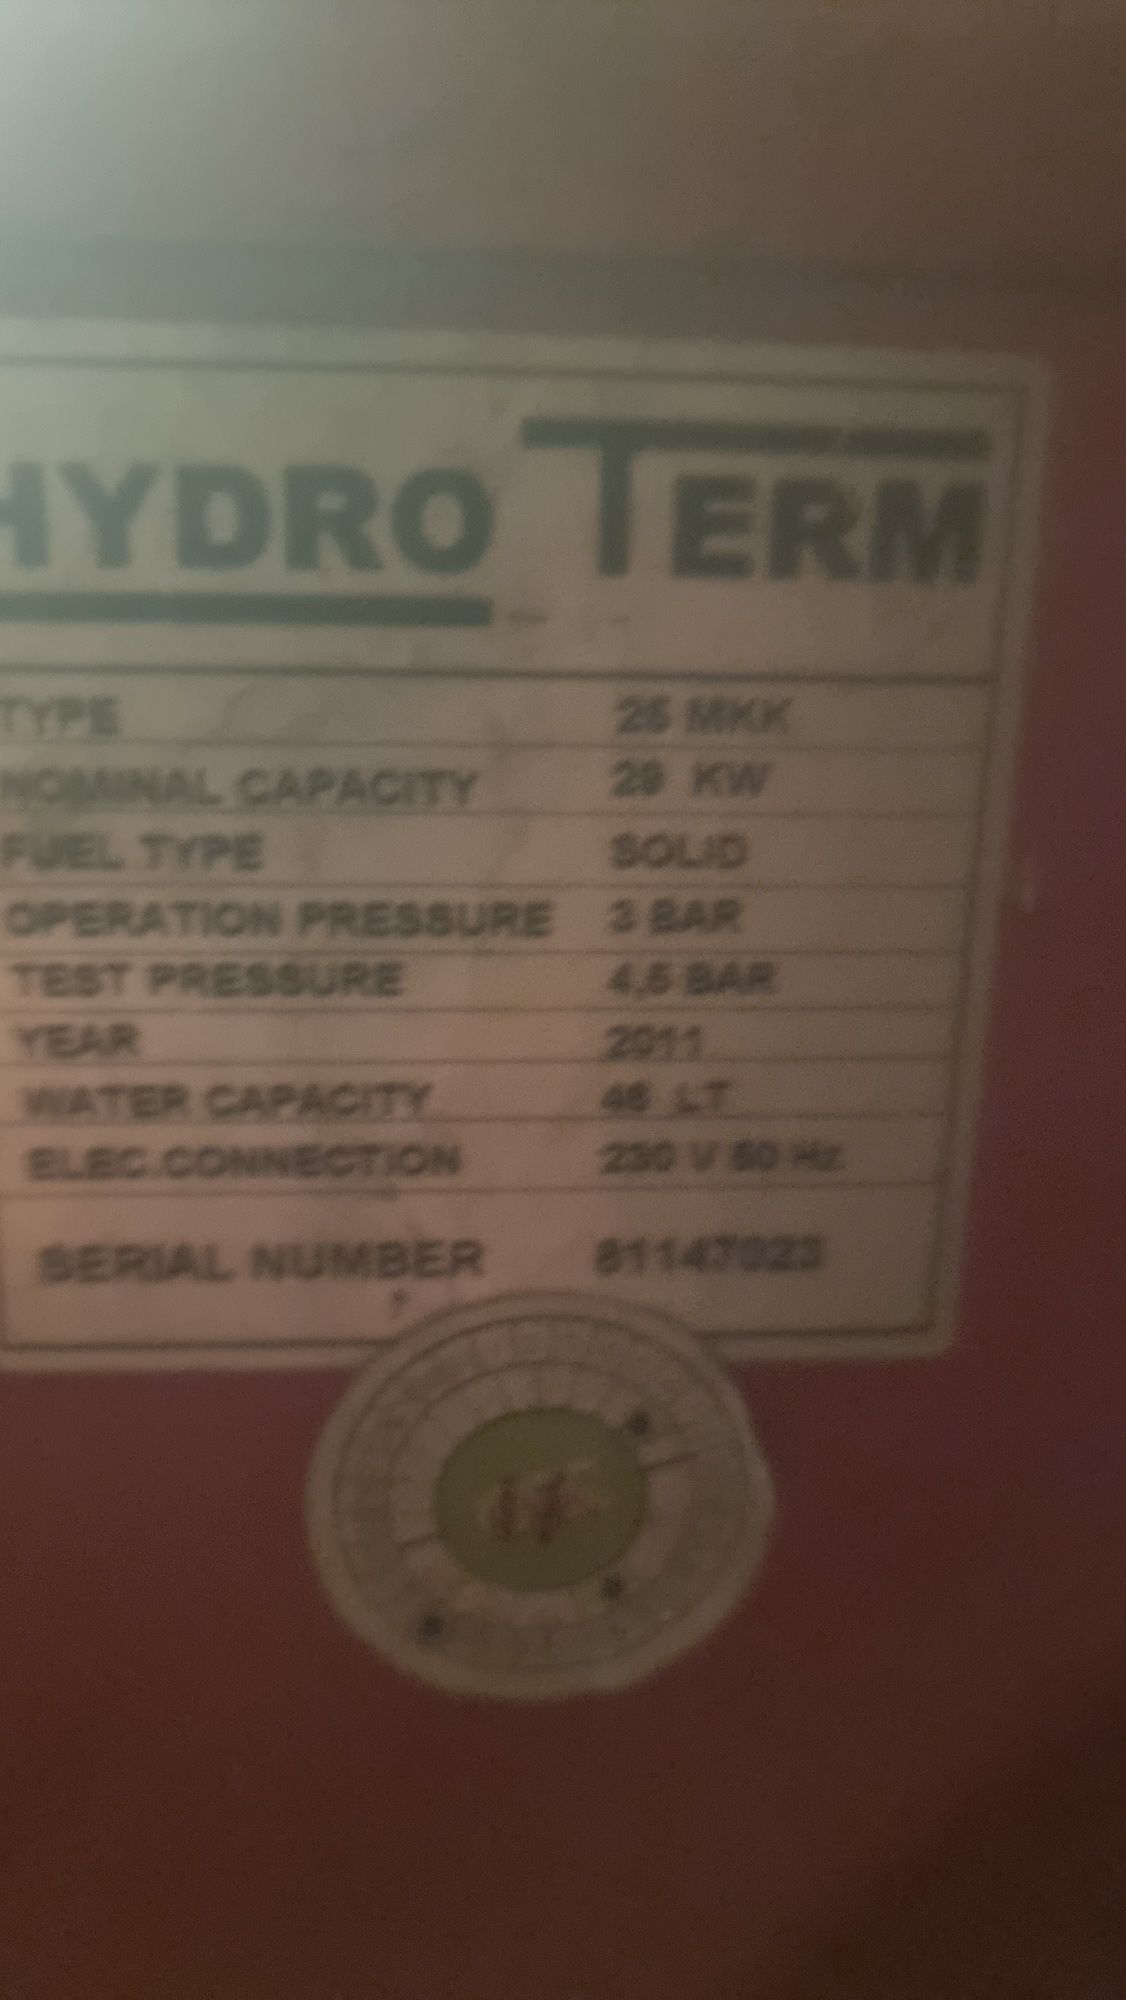 HYDRO TERM
TYPE 25 MKK
NOMINAL CAPACITY 29 KW
FUEL TYPE SOLID
OPERATION PRESSURE 3 BAR
TEST PRESSURE 4,5 BAR
YEAR 2011
WATER CAPACITY 46 LT
ELEC.CONNECTION 230 V 50 Hz
SERIAL NUMBER 81147023